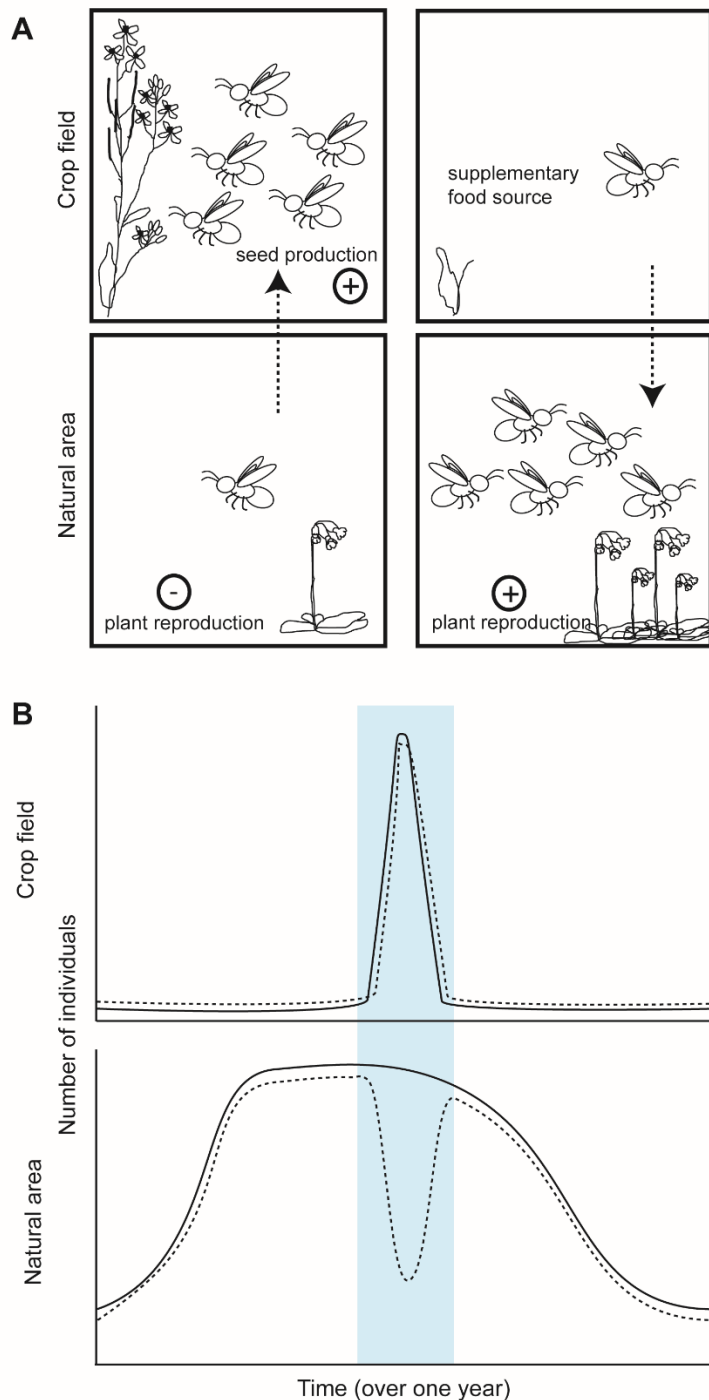 A
Crop field
seed production
+
supplementary
food source
Natural area
-
plant reproduction
+
plant reproduction
B
Crop field
Number of individuals
Natural area
Time (over one year)